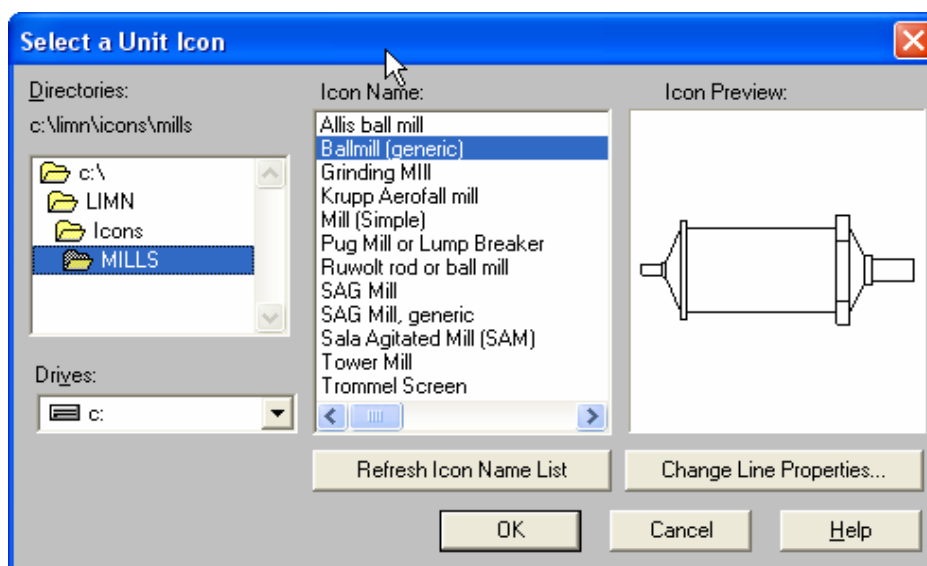 Select a Unit Icon
Directories:
c:\limn\icons\mills
c:\
LIMN
Icons
MILLS
Drives:
c:
Icon Name:
Allis ball mill
Ballmill (generic)
Grinding MIll
Krupp Aerofall mill
Mill (Simple)
Pug Mill or Lump Breaker
Ruwolt rod or ball mill
SAG Mill
SAG Mill, generic
Sala Agitated Mill (SAM)
Tower Mill
Trommel Screen
Icon Preview:
Refresh Icon Name List
Change Line Properties...
OK
Cancel
Help